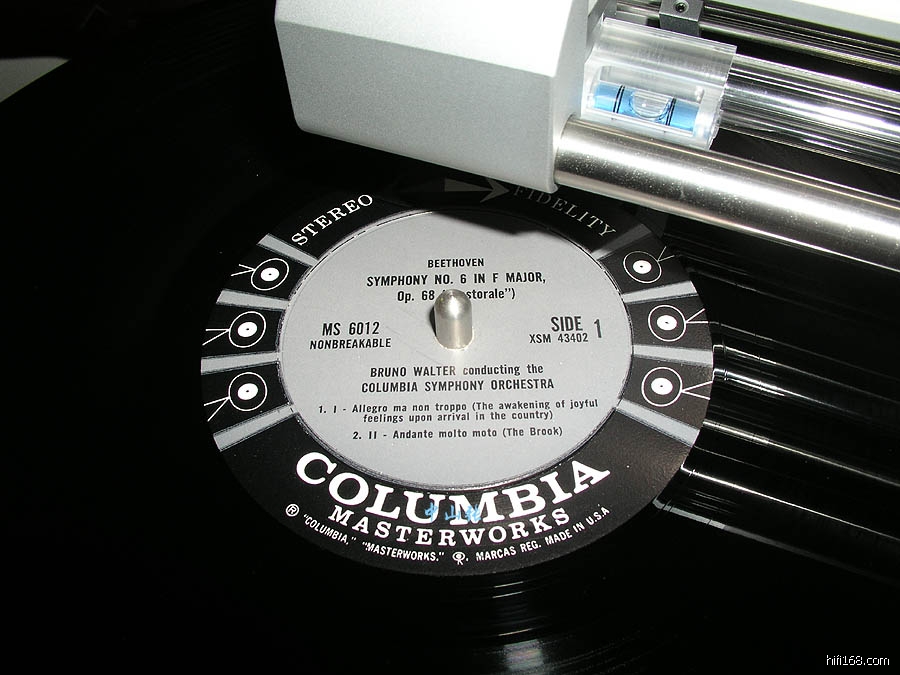 STEREO FIDELITY
BEETHOVEN
SYMPHONY NO. 6 IN F MAJOR,
Op. 68 storale")
MS 6012
NONBREAKABLE
SIDE 1
XSM 43402
BRUNO WALTER conducting the
COLUMBIA SYMPHONY ORCHESTRA
1. I - Allegro ma non troppo (The awakening of joyful
feelings upon arrival in the country)
2. II - Andante molto moto (The Brook)
COLUMBIA
MASTERWORKS
® "COLUMBIA," "MASTERWORKS," MARCAS REG. MADE IN U.S.A
hifi168.com